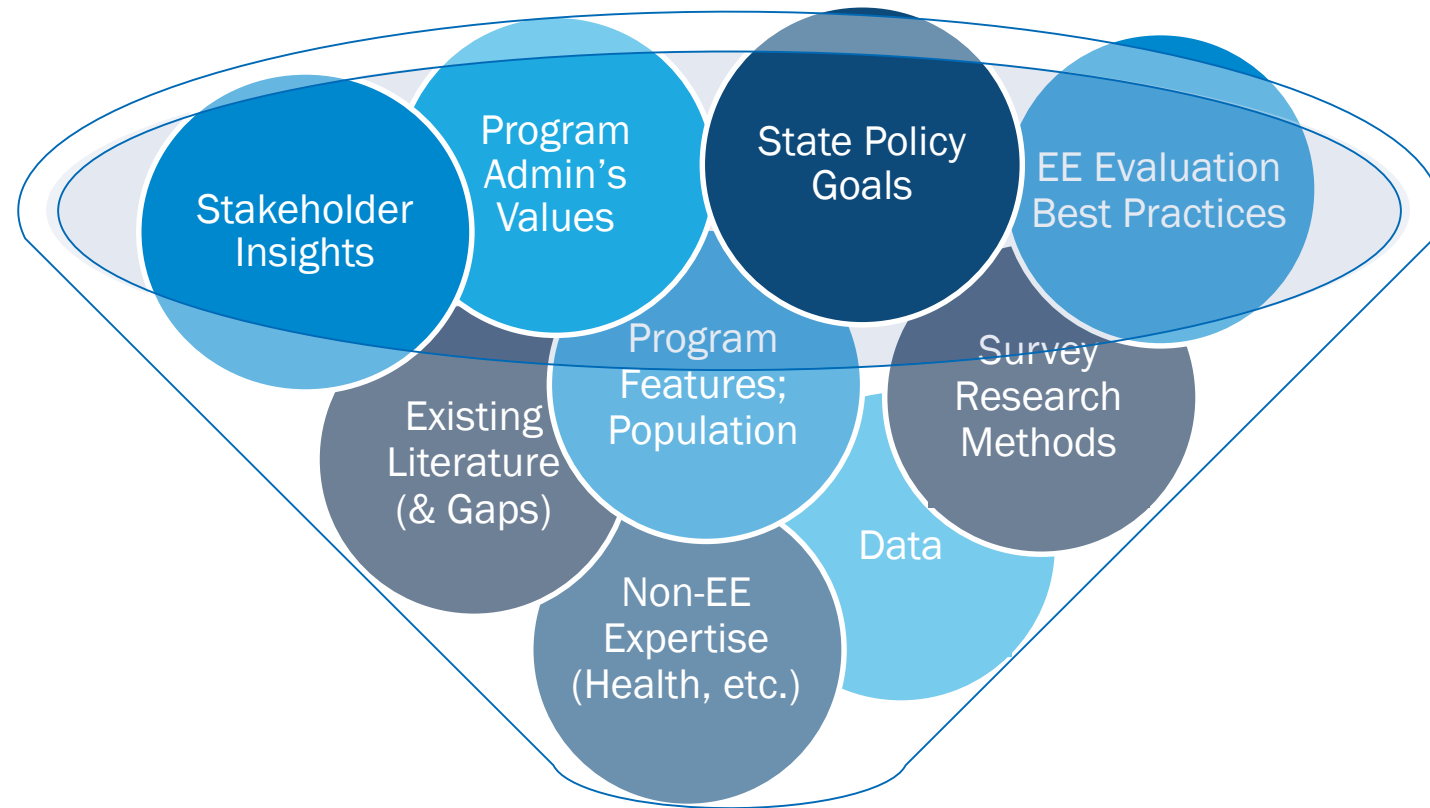 Stakeholder
Insights
Program
Admin’s
Values
State Policy
Goals
EE Evaluation
Best Practices
Existing
Literature
(& Gaps)
Program
Features;
Population
Survey
Research
Methods
Data
Non-EE
Expertise
(Health, etc.)